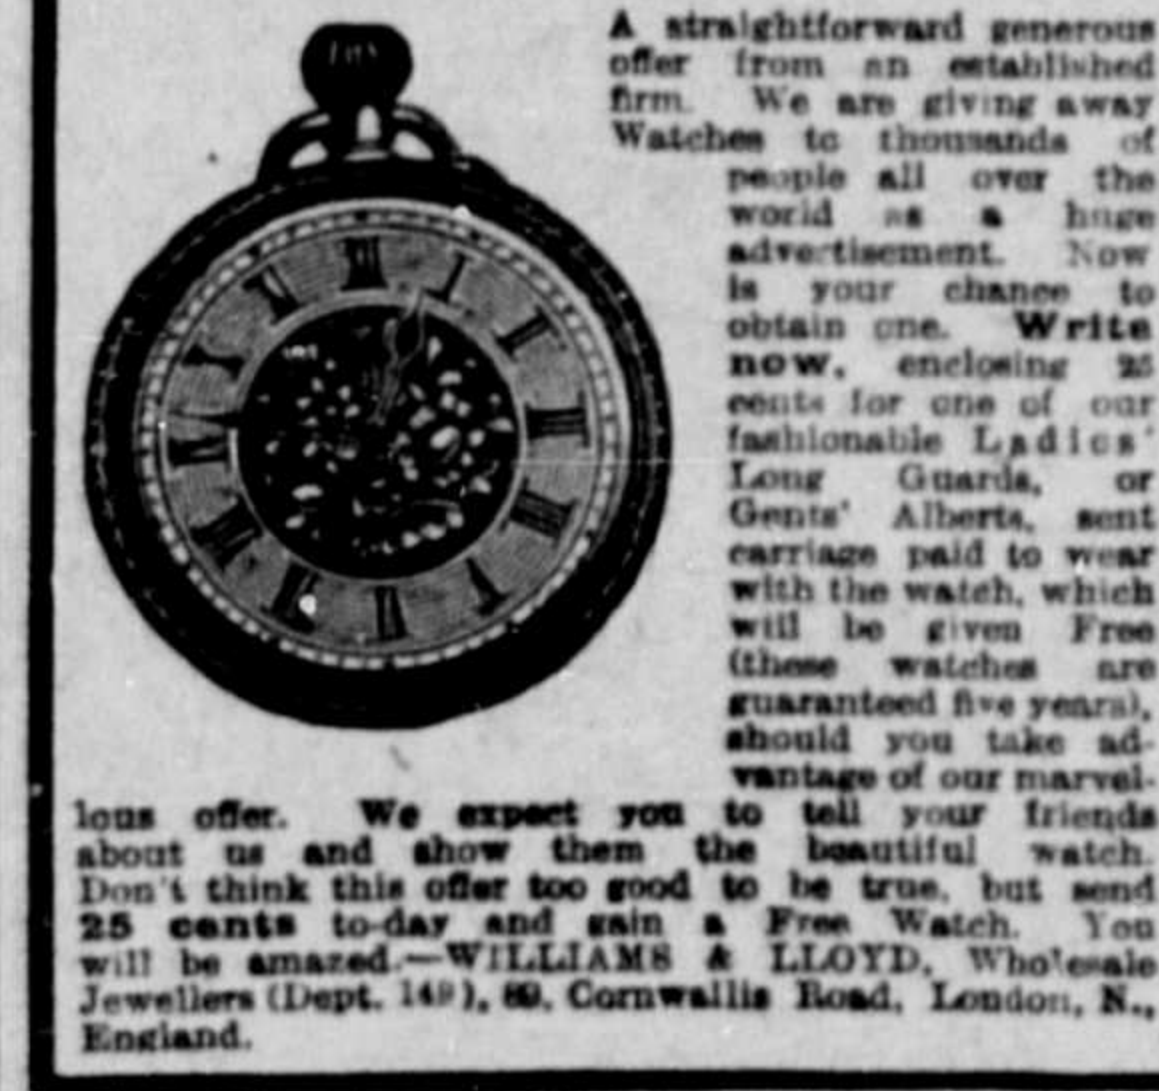 A straightforward generous
offer from an established
firm. We are giving away
Watches to thousands of
people all over the
world as a huge
advertisement. Now
is your chance to
obtain one. Write
now, enclosing 25
cents for one of our
fashionable Ladies'
Long Guards, or
Gents' Alberts, sent
carriage paid to wear
with the watch, which
will be given Free
(these watches are
guaranteed five years),
should you take ad-
vantage of our marvel-
lous offer. We expect you to tell your friends
about us and show them the beautiful watch.
Don't think this offer too good to be true, but send
25 cents to-day and gain a Free Watch. You
will be amazed.—WILLIAMS & LLOYD, Wholesale
Jewellers (Dept. 149), 89, Cornwallis Road, London, N.,
England.